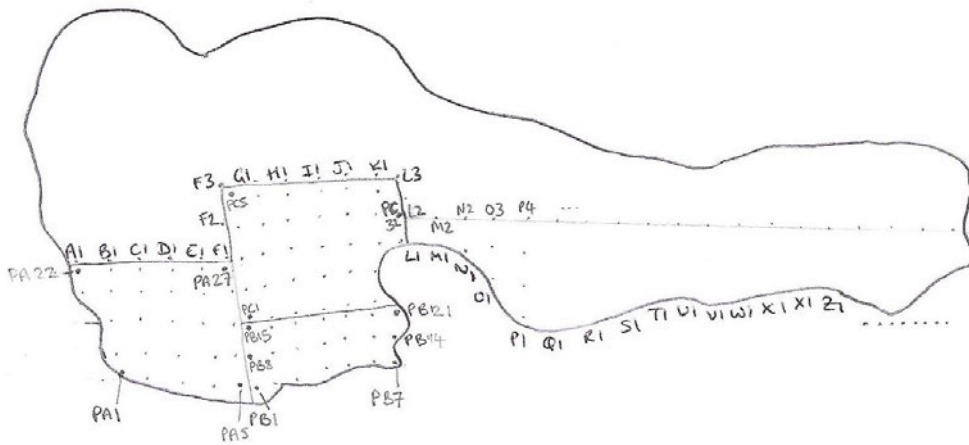 F3 G1 H1 I1 J1 K1 L3
PC5
F2 PC 32 L2 M2 N2 O3 P4 ...
A1 B1 C1 D1 E1 F1
PA22 PA27
L1 M1 N1 O1
PC1 PB21
PB15
P1 Q1 R1 S1 T1 U1 V1 W1 X1 X1 Z1 ........
PB8 PB14
PA1 PA5 PB1 PB7